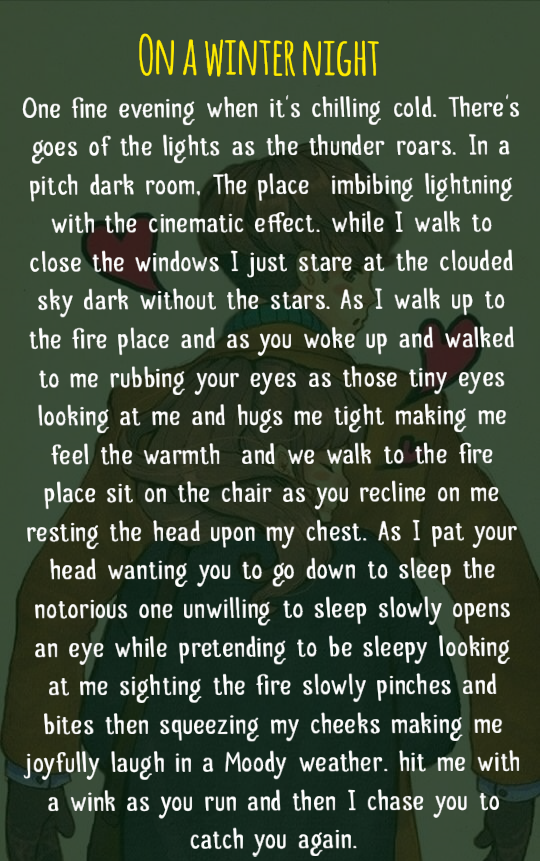 On a winter night
One fine evening when it's chilling cold. There's
goes of the lights as the thunder roars. In a
pitch dark room, The place imbibing lightning
with the cinematic effect. while I walk to
close the windows I just stare at the clouded
sky dark without the stars. As I walk up to
the fire place and as you woke up and walked
to me rubbing your eyes as those tiny eyes
looking at me and hugs me tight making me
feel the warmth and we walk to the fire
place sit on the chair as you recline on me
resting the head upon my chest. As I pat your
head wanting you to go down to sleep the
notorious one unwilling to sleep slowly opens
an eye while pretending to be sleepy looking
at me sighting the fire slowly pinches and
bites then squeezing my cheeks making me
joyfully laugh in a Moody weather. hit me with
a wink as you run and then I chase you to
catch you again.